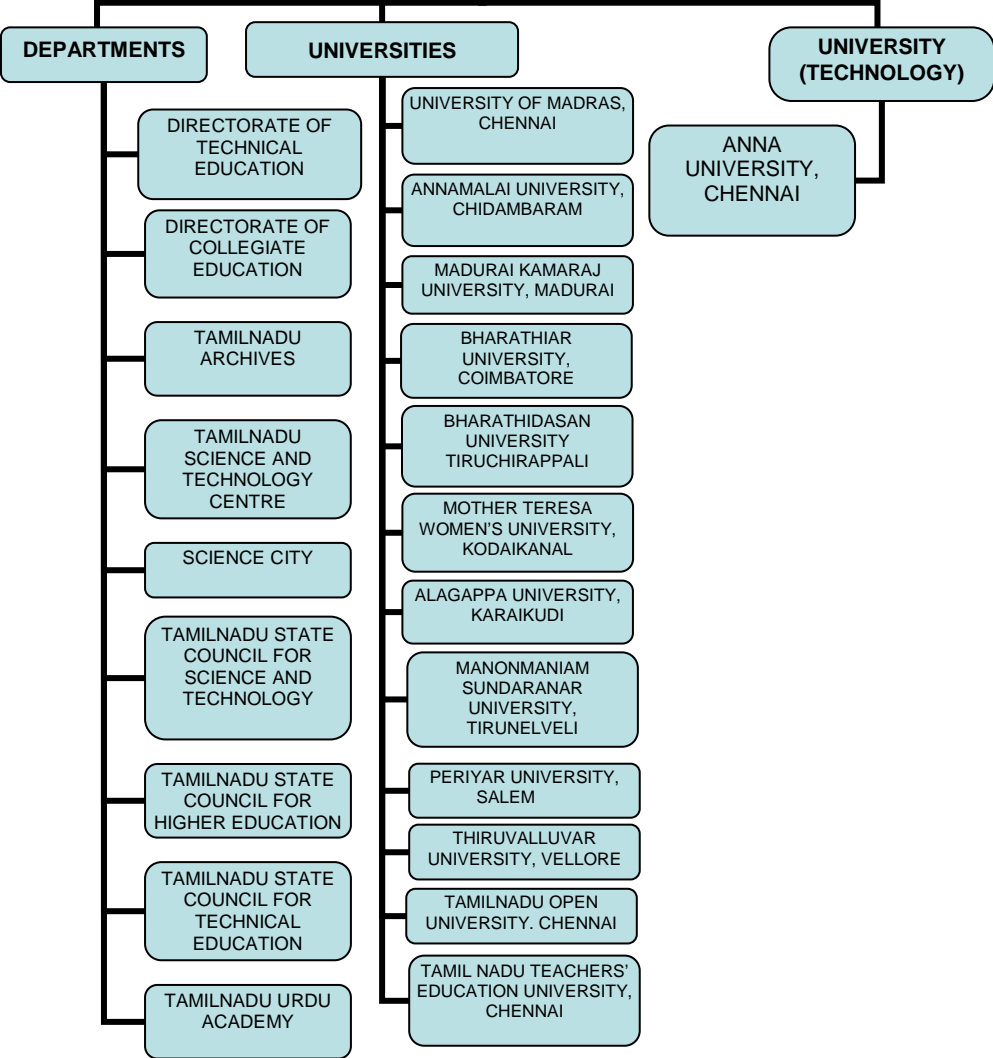 DEPARTMENTS
DIRECTORATE OF
TECHNICAL
EDUCATION
DIRECTORATE OF
COLLEGIATE
EDUCATION
TAMILNADU
ARCHIVES
TAMILNADU
SCIENCE AND
TECHNOLOGY
CENTRE
SCIENCE CITY
TAMILNADU STATE
COUNCIL FOR
SCIENCE AND
TECHNOLOGY
TAMILNADU STATE
COUNCIL FOR
HIGHER EDUCATION
TAMILNADU STATE
COUNCIL FOR
TECHNICAL
EDUCATION
TAMILNADU URDU
ACADEMY
UNIVERSITIES
UNIVERSITY OF MADRAS,
CHENNAI
ANNAMALAI UNIVERSITY,
CHIDAMBARAM
MADURAI KAMARAJ
UNIVERSITY, MADURAI
BHARATHIAR
UNIVERSITY,
COIMBATORE
BHARATHIDASAN
UNIVERSITY
TIRUCHIRAPPALI
MOTHER TERESA
WOMEN'S UNIVERSITY,
KODAIKANAL
ALAGAPPA UNIVERSITY,
KARAIKUDI
MANONMANIAM
SUNDARANAR
UNIVERSITY,
TIRUNELVELI
PERIYAR UNIVERSITY,
SALEM
THIRUVALLUVAR
UNIVERSITY, VELLORE
TAMILNADU OPEN
UNIVERSITY. CHENNAI
TAMIL NADU TEACHERS'
EDUCATION UNIVERSITY,
CHENNAI
UNIVERSITY
(TECHNOLOGY)
ANNA
UNIVERSITY,
CHENNAI